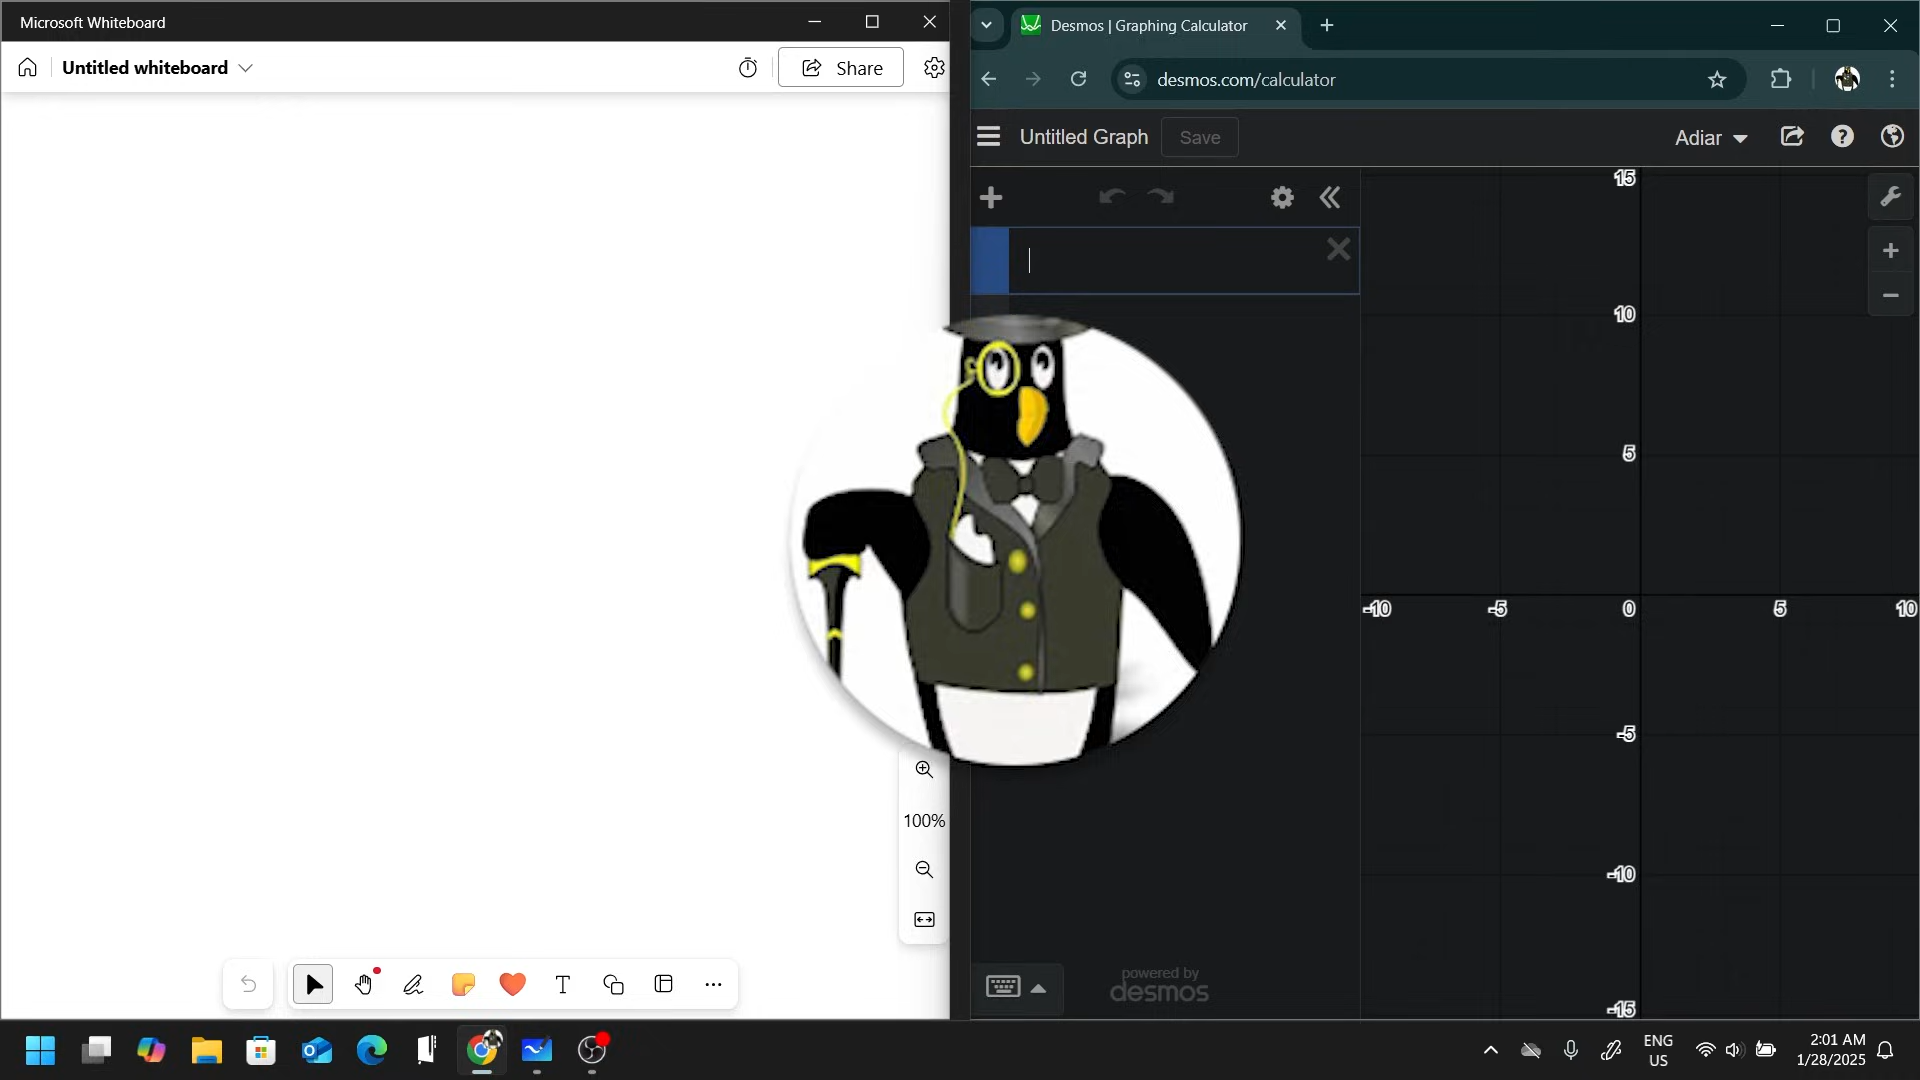 Microsoft Whiteboard
Untitled whiteboard
Share
100%
Desmos | Graphing Calculator
desmos.com/calculator
Untitled Graph
Save
Adiar
15
10
5
-10
-5
0
5
10
-5
-10
-15
powered by
desmos
ENG
US
2:01 AM
1/28/2025